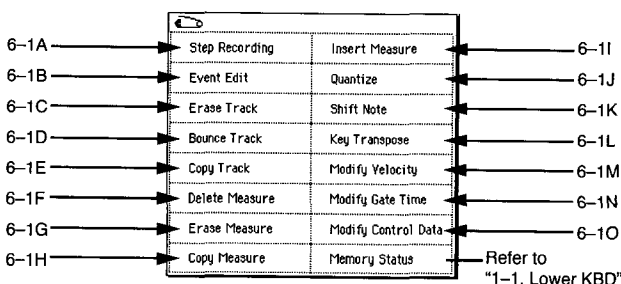 6–1A Step Recording Insert Measure 6–1I
6–1B Event Edit Quantize 6–1J
6–1C Erase Track Shift Note 6–1K
6–1D Bounce Track Key Transpose 6–1L
6–1E Copy Track Modify Velocity 6–1M
6–1F Delete Measure Modify Gate Time 6–1N
6–1G Erase Measure Modify Control Data 6–1O
6–1H Copy Measure Memory Status Refer to
"1–1. Lower KBD"